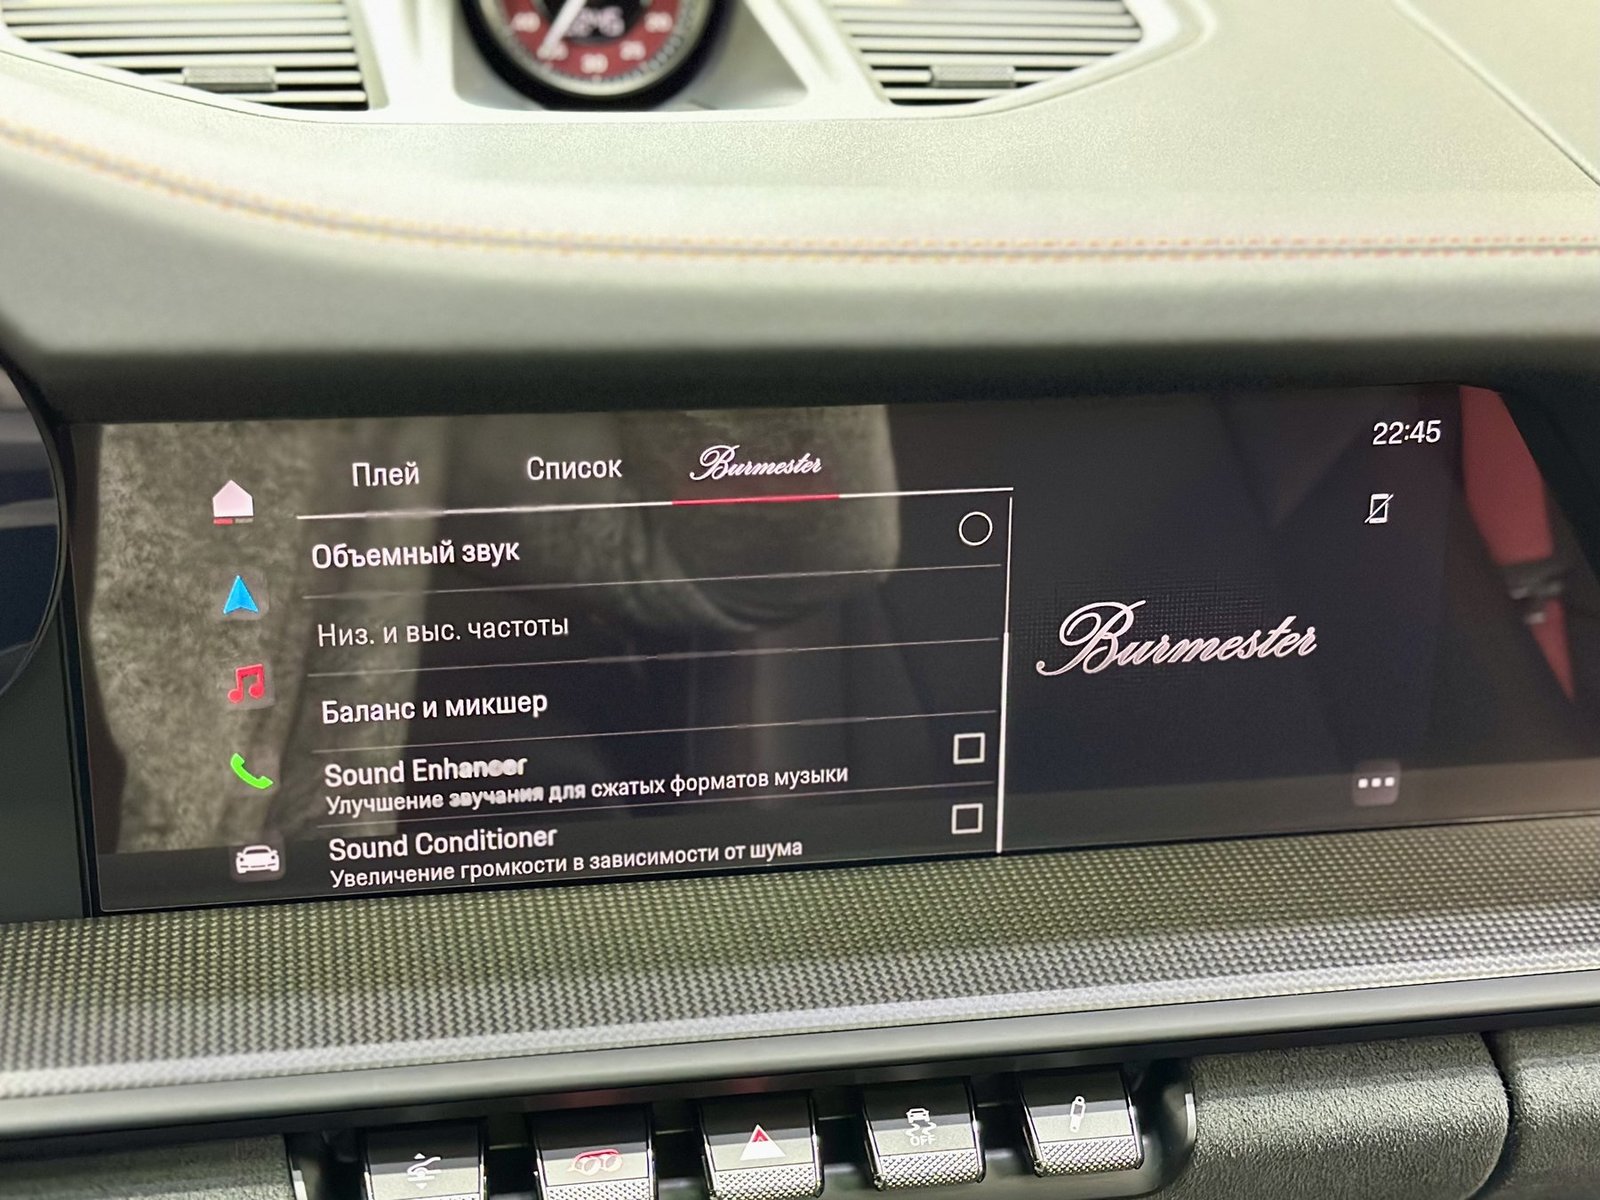 Плей
Список
Burmester
22:45
Объемный звук
Низ. и выс. частоты
Баланс и микшер
Burmester
Sound Enhancer
Улучшение звучания для сжатых форматов музыки
Sound Conditioner
Увеличение громкости в зависимости от шума
OFF